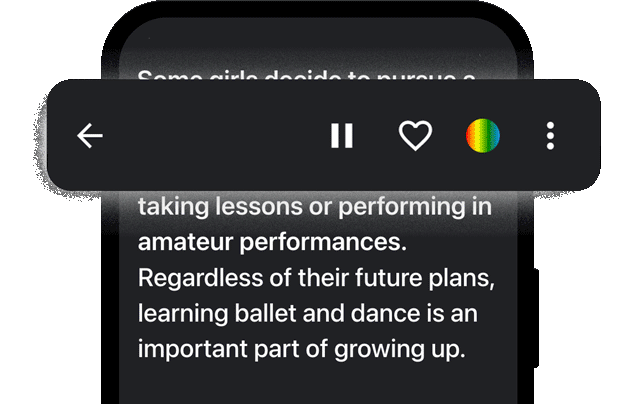 Some girls decide to pursue a
taking lessons or performing in
amateur performances.
Regardless of their future plans,
learning ballet and dance is an
important part of growing up.